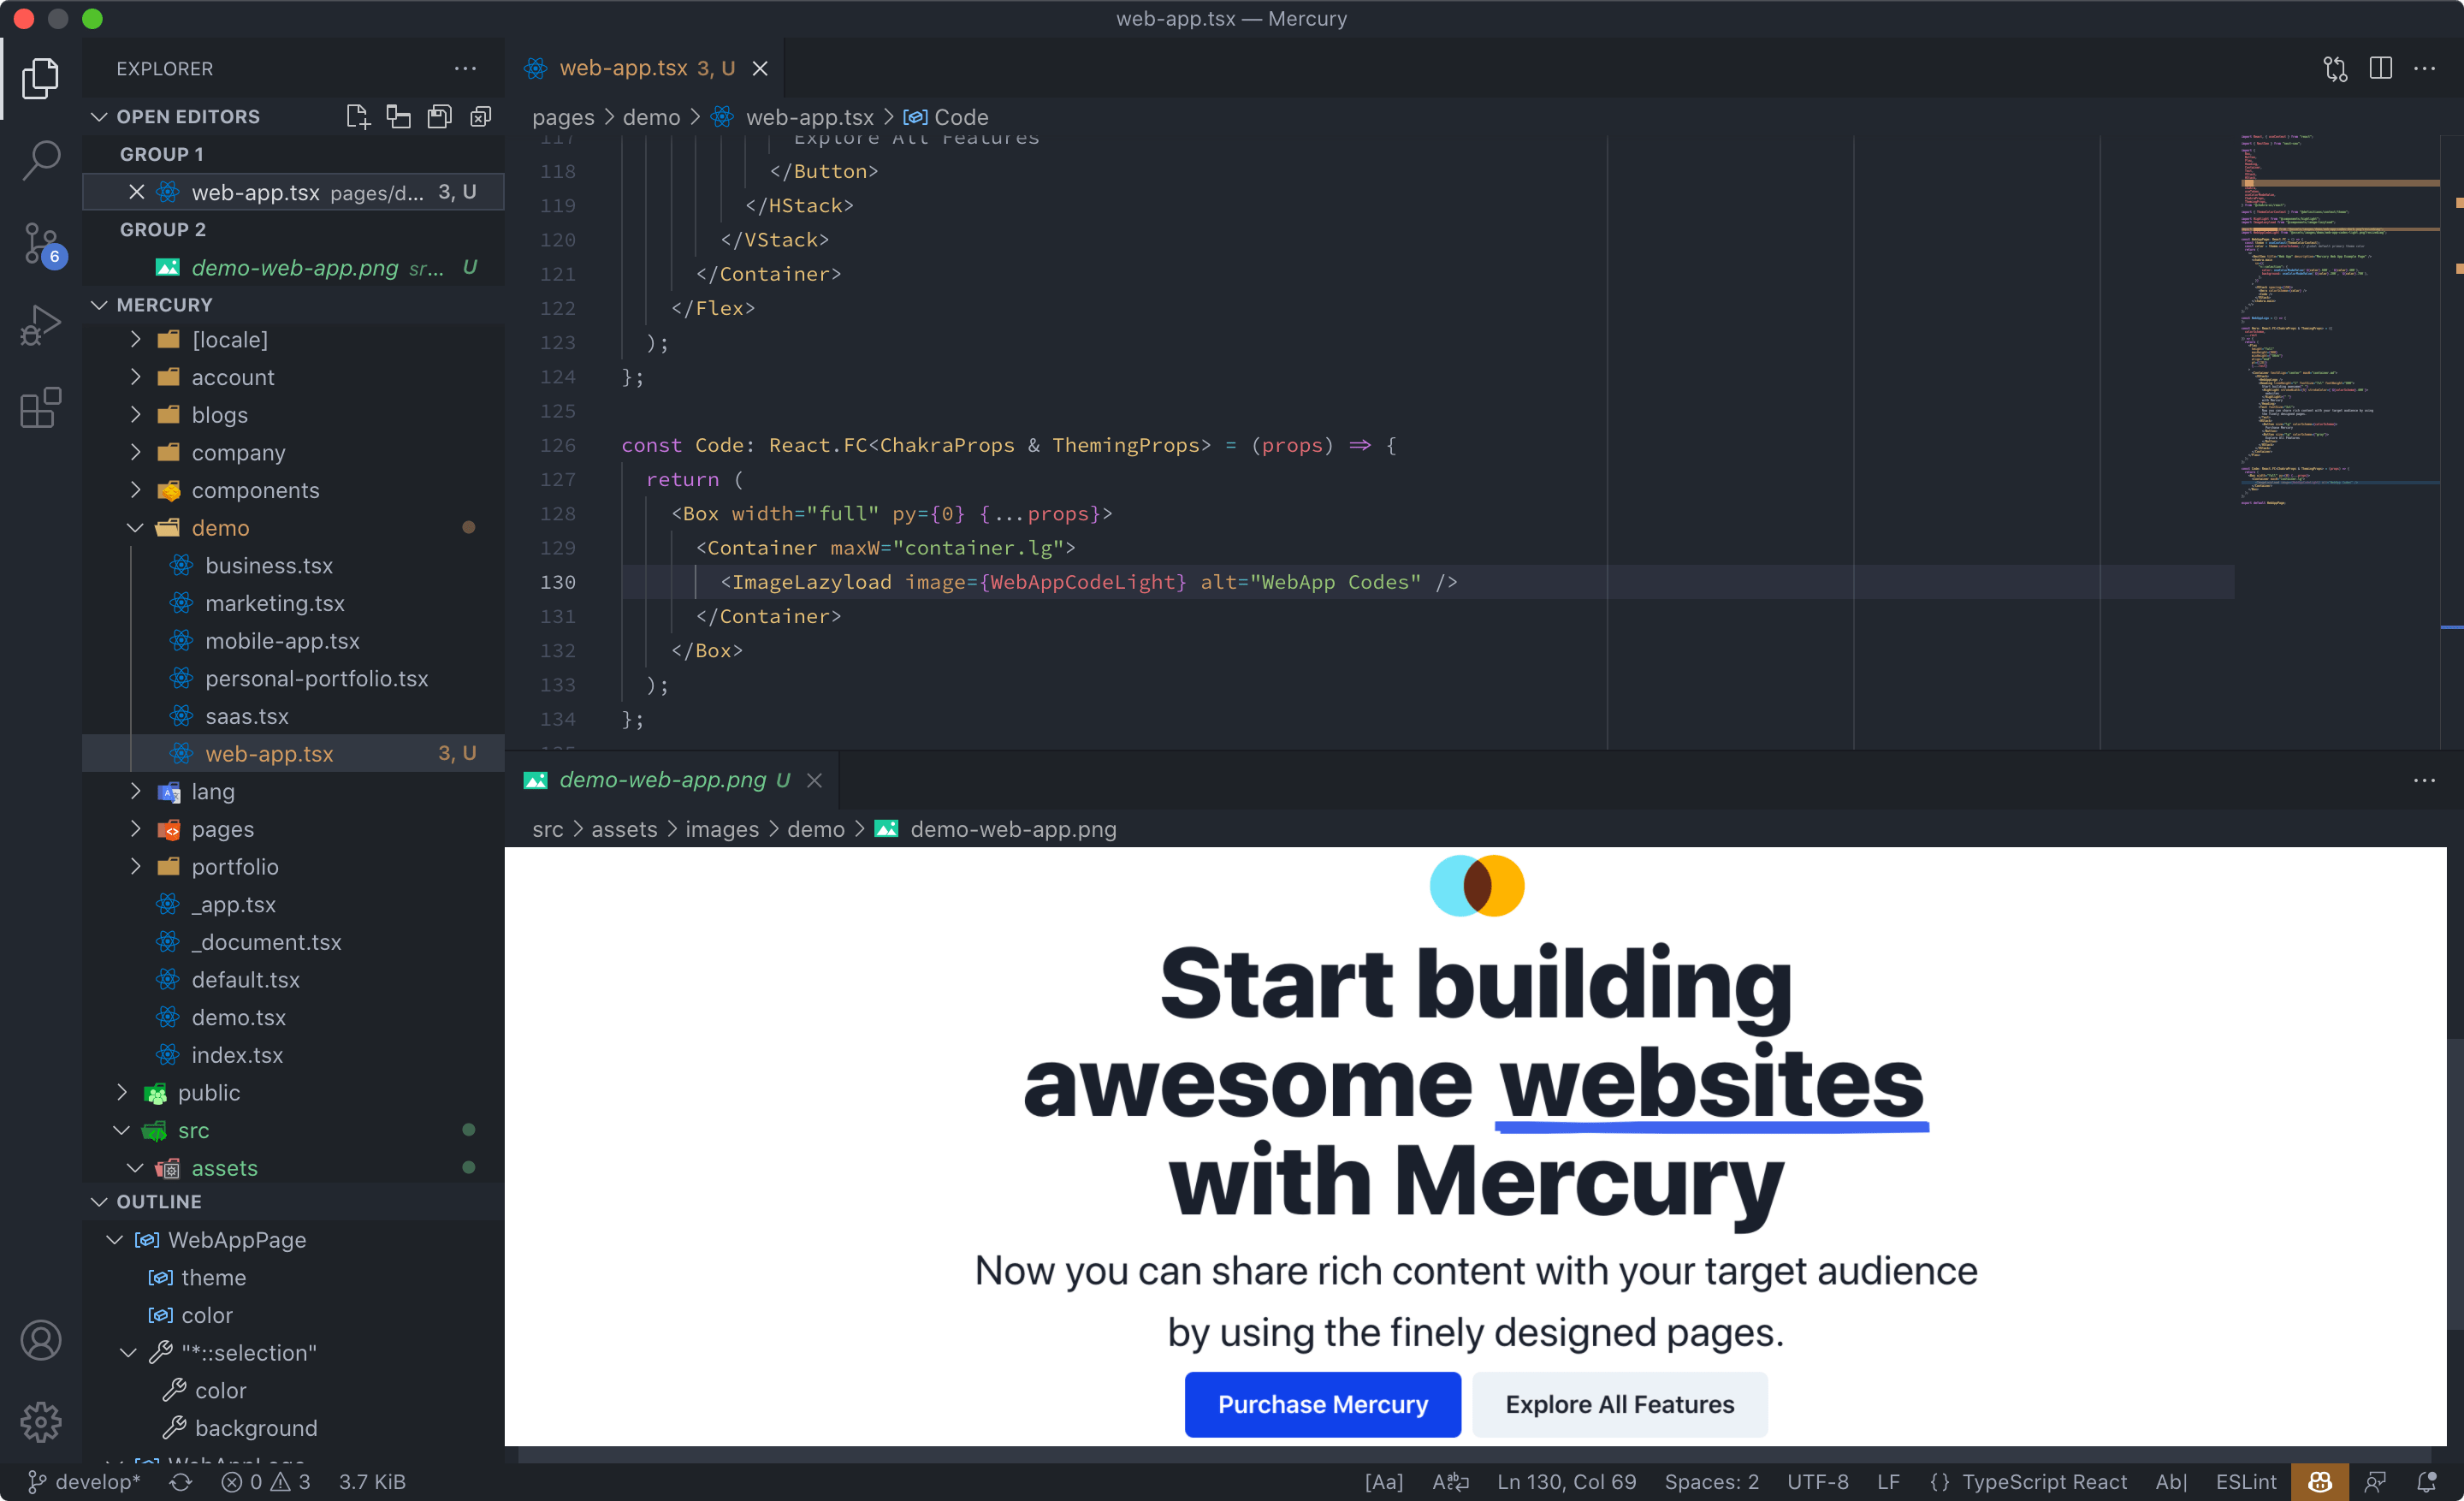 web-app.tsx — Mercury
EXPLORER
OPEN EDITORS
GROUP 1
web-app.tsx pages/d... 3, U
GROUP 2
demo-web-app.png sr... U
MERCURY
[locale]
account
blogs
company
components
demo
business.tsx
marketing.tsx
mobile-app.tsx
personal-portfolio.tsx
saas.tsx
web-app.tsx 3, U
lang
pages
portfolio
_app.tsx
_document.tsx
default.tsx
demo.tsx
index.tsx
public
src
assets
OUTLINE
WebAppPage
theme
color
"*::selection"
color
background
WebAppLogo
6
web-app.tsx 3, U
pages > demo > web-app.tsx > Code
117 Explore All Features
118 </Button>
119 </HStack>
120 </VStack>
121 </Container>
122 </Flex>
123 );
124 };
125
126 const Code: React.FC<ChakraProps & ThemingProps> = (props) => {
127 return (
128 <Box width="full" py={0} {...props}>
129 <Container maxW="container.lg">
130 <ImageLazyload image={WebAppCodeLight} alt="WebApp Codes" />
131 </Container>
132 </Box>
133 );
134 };
demo-web-app.png U
src > assets > images > demo > demo-web-app.png
Start building
awesome websites
with Mercury
Now you can share rich content with your target audience
by using the finely designed pages.
Purchase Mercury Explore All Features
develop* 0 3 3.7 KiB [Aa] Ln 130, Col 69 Spaces: 2 UTF-8 LF {} TypeScript React Ab| ESLint